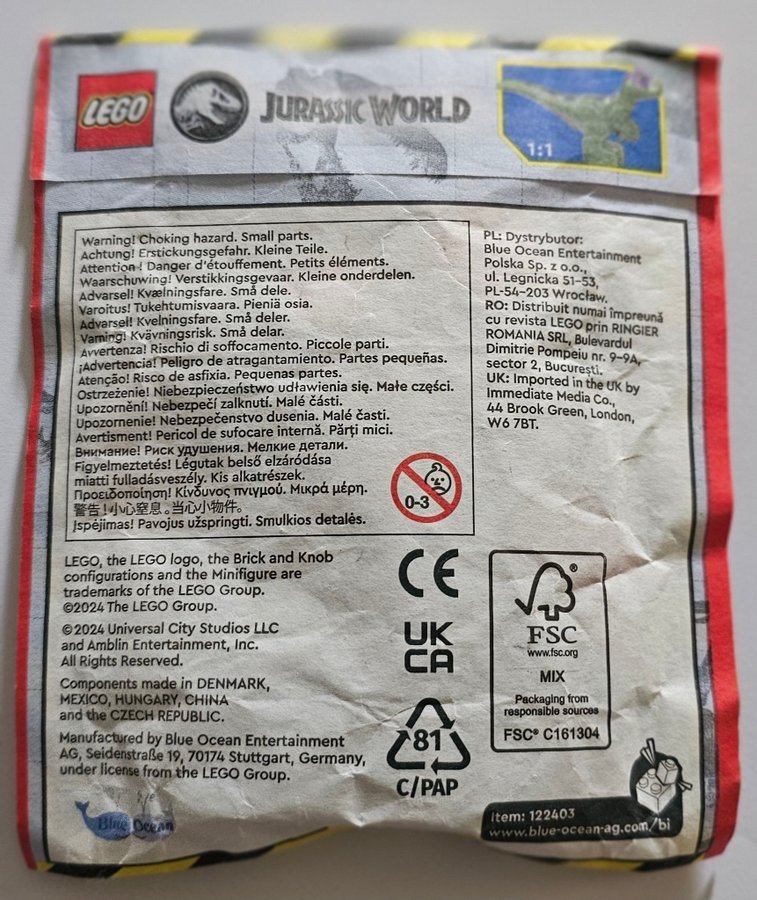 LEGO
JURASSIC WORLD
1:1
Warning! Choking hazard. Small parts.
Achtung! Erstickungsgefahr. Kleine Teile.
Attention ! Danger d'étouffement. Petits éléments.
Waarschuwing! Verstikkingsgevaar. Kleine onderdelen.
Advarsel! Kvælningsfare. Små dele.
Varoitus! Tukehtumisvaara. Pieniä osia.
Advarsel! Kvelningsfare. Små deler.
Varning! Kvävningsrisk. Små delar.
Avvertenza! Rischio di soffocamento. Piccole parti.
¡Advertencia! Peligro de atragantamiento. Partes pequeñas.
Atenção! Risco de asfixia. Pequenas partes.
Ostrzeżenie! Niebezpieczeństwo udławienia się. Małe części.
Upozornění! Nebezpečí zalknutí. Malé části.
Upozornenie! Nebezpečenstvo dusenia. Malé časti.
Avertisment! Pericol de sufocare internă. Părți mici.
Внимание! Риск удушения. Мелкие детали.
Figyelmeztetés! Légutak belső elzáródása
miatti fulladásveszély. Kis alkatrészek.
Προειδοποίηση! Κίνδυνος πνιγμού. Μικρά μέρη.
警告!小心窒息。当心小物件。
Įspėjimas! Pavojus užspringti. Smulkios detalės.
0-3
PL: Dystrybutor:
Blue Ocean Entertainment
Polska Sp. z o.o.,
ul. Legnicka 51-53,
PL-54-203 Wrocław.
RO: Distribuit numai împreună
cu revista LEGO prin RINGIER
ROMANIA SRL, Bulevardul
Dimitrie Pompeiu nr. 9-9A,
sector 2, București.
UK: Imported in the UK by
Immediate Media Co.,
44 Brook Green, London,
W6 7BT.
LEGO, the LEGO logo, the Brick and Knob
configurations and the Minifigure are
trademarks of the LEGO Group.
©2024 The LEGO Group.
©2024 Universal City Studios LLC
and Amblin Entertainment, Inc.
All Rights Reserved.
Components made in DENMARK,
MEXICO, HUNGARY, CHINA
and the CZECH REPUBLIC.
Manufactured by Blue Ocean Entertainment
AG, Seidenstraße 19, 70174 Stuttgart, Germany,
under license from the LEGO Group.
Blue Ocean
CE
UK
CA
81
C/PAP
®
FSC
www.fsc.org
MIX
Packaging from
responsible sources
FSC® C161304
Item: 122403
www.blue-ocean-ag.com/bi